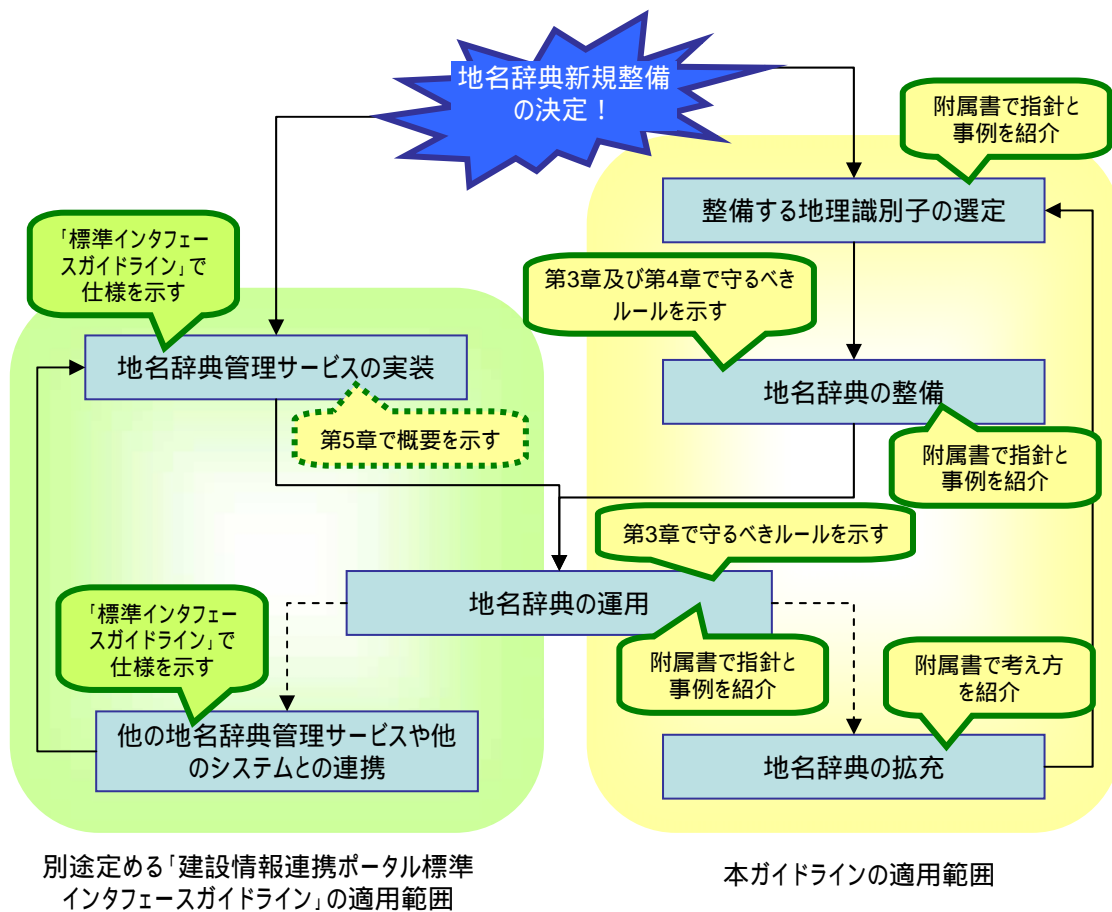 地名辞典新規整備
の決定！
附属書で指針と
事例を紹介
整備する地理識別子の選定
「標準インタフェー
スガイドライン」で
仕様を示す
第3章及び第4章で守るべき
ルールを示す
地名辞典管理サービスの実装
地名辞典の整備
第5章で概要を示す
附属書で指針と
事例を紹介
第3章で守るべきルールを示す
地名辞典の運用
「標準インタフェー
スガイドライン」で
仕様を示す
附属書で指針と
事例を紹介
附属書で考え方
を紹介
他の地名辞典管理サービスや他
のシステムとの連携
地名辞典の拡充
別途定める「建設情報連携ポータル標準
インタフェースガイドライン」の適用範囲
本ガイドラインの適用範囲